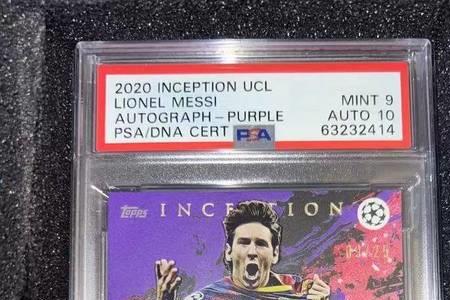 2020 INCEPTION UCL
LIONEL MESSI MINT 9
AUTOGRAPH-PURPLE AUTO 10
PSA/DNA CERT PSA 63232414
Topps INCEPTION